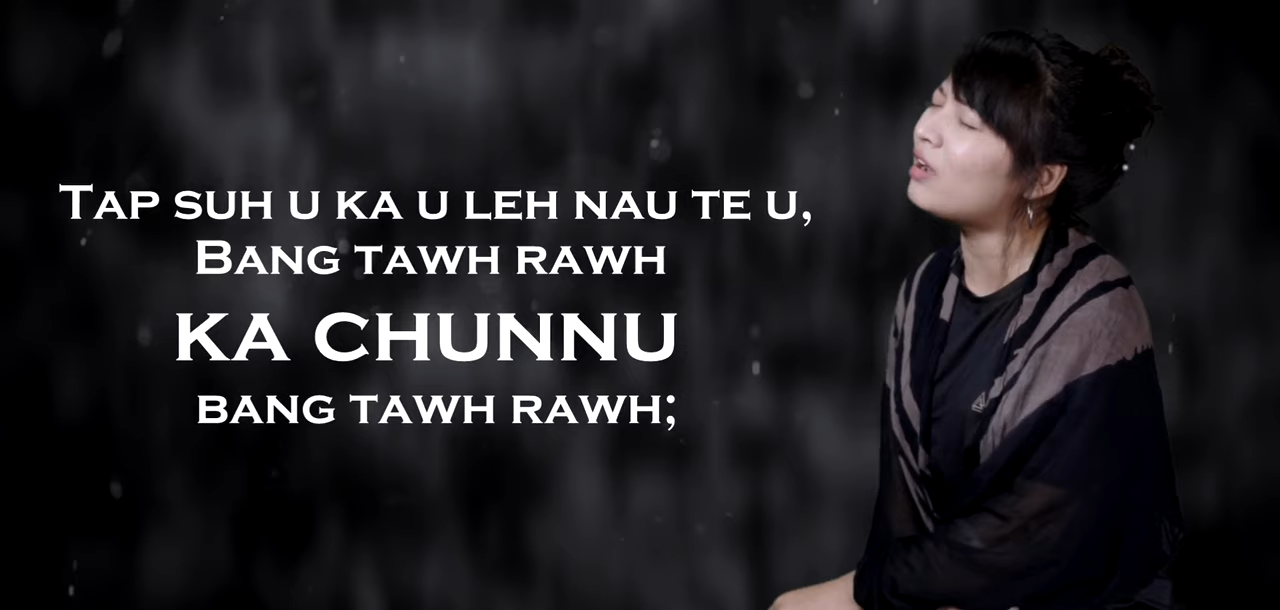 Tap suh u ka u leh nau te u,
Bang tawh rawh
KA CHUNNU
bang tawh rawh;